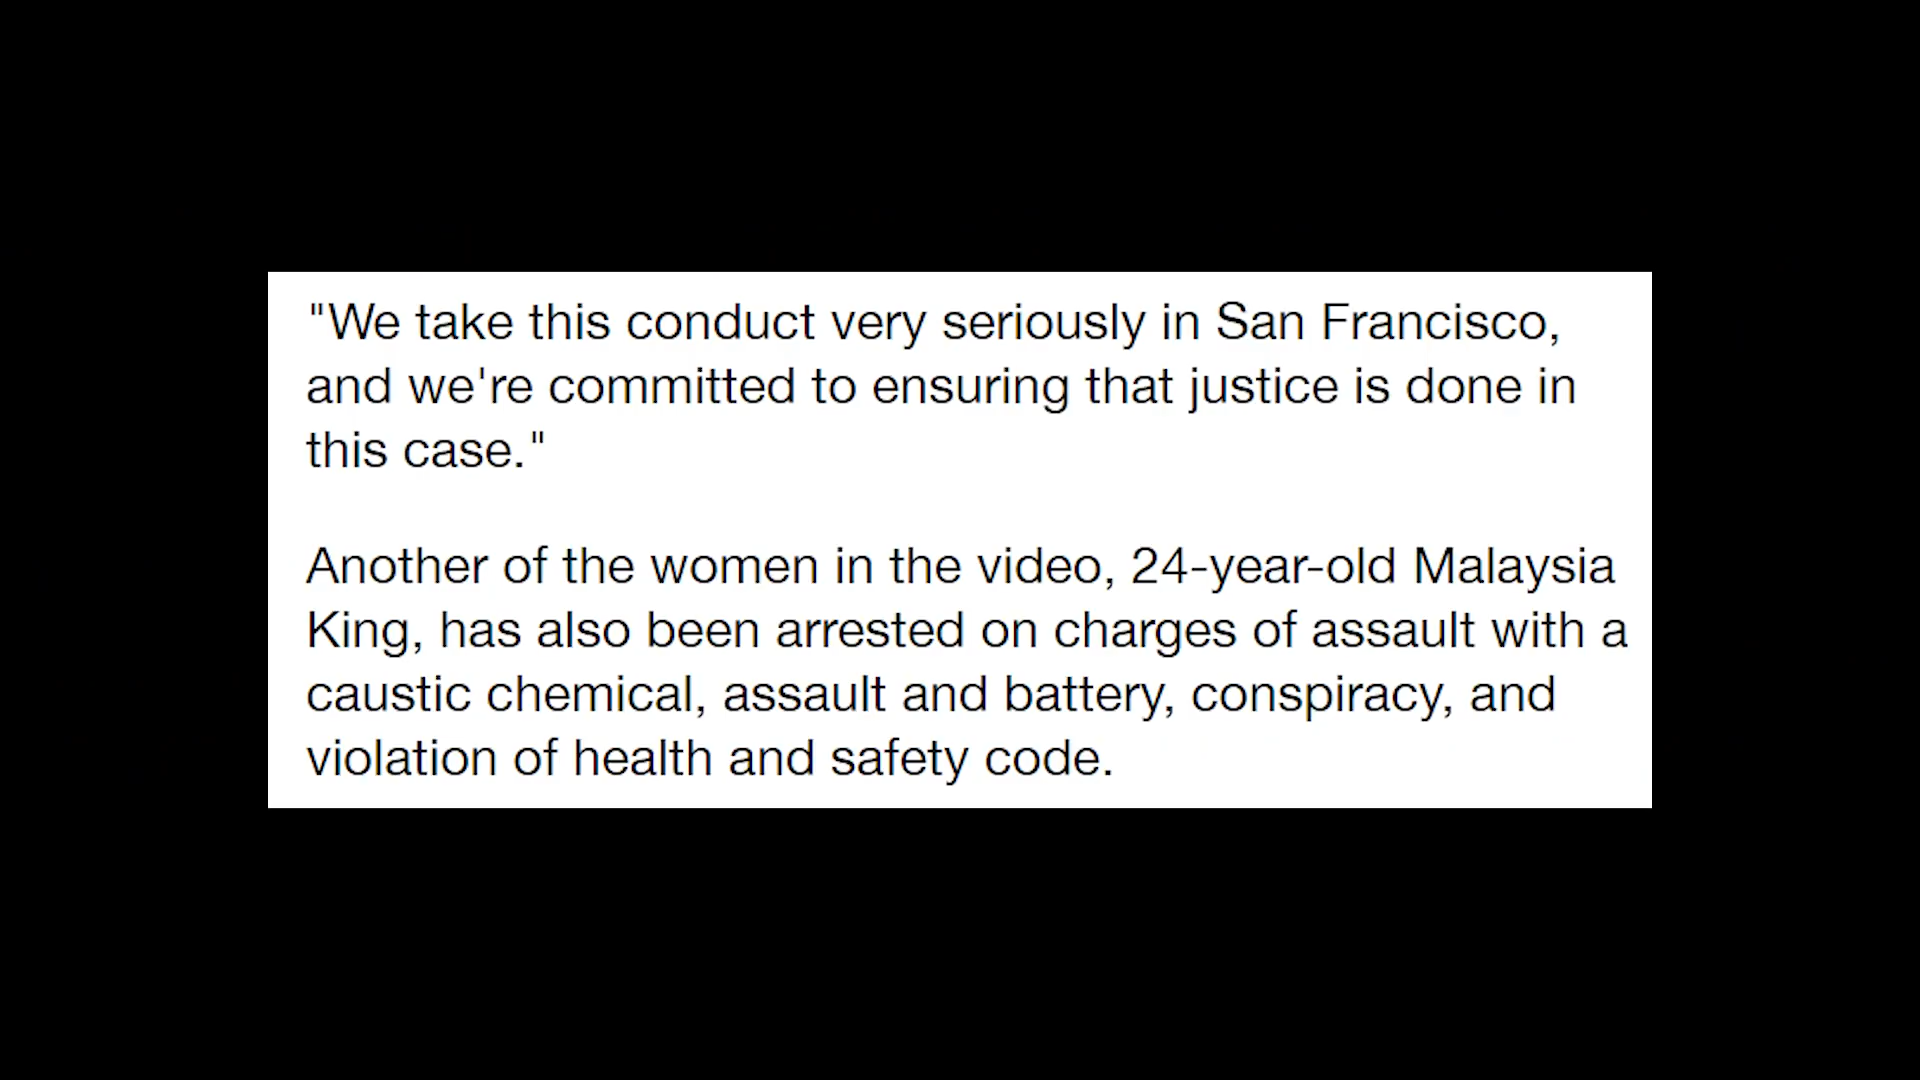 "We take this conduct very seriously in San Francisco,
and we're committed to ensuring that justice is done in
this case."
Another of the women in the video, 24-year-old Malaysia
King, has also been arrested on charges of assault with a
caustic chemical, assault and battery, conspiracy, and
violation of health and safety code.